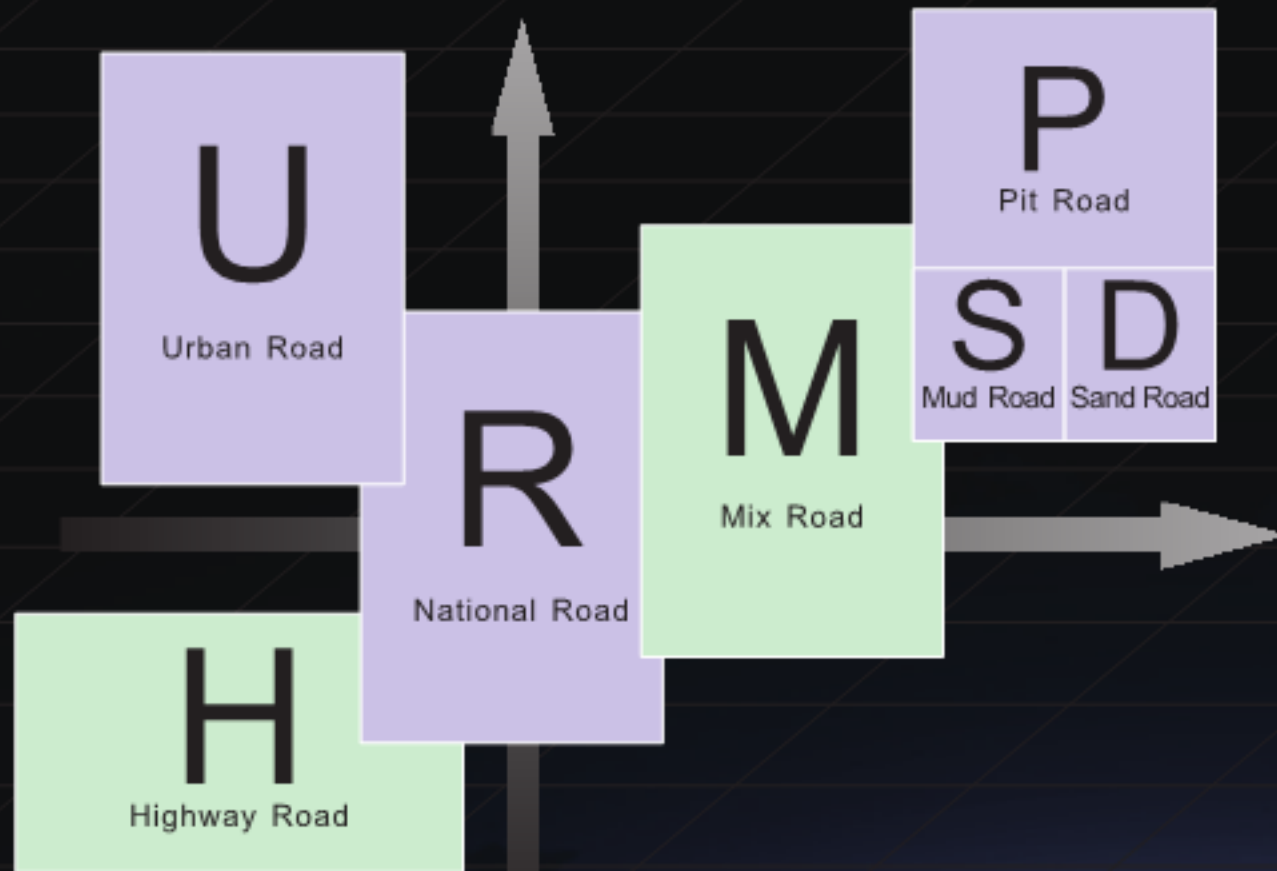 U
Urban Road
R
National Road
M
Mix Road
P
Pit Road
S
Mud Road
D
Sand Road
H
Highway Road